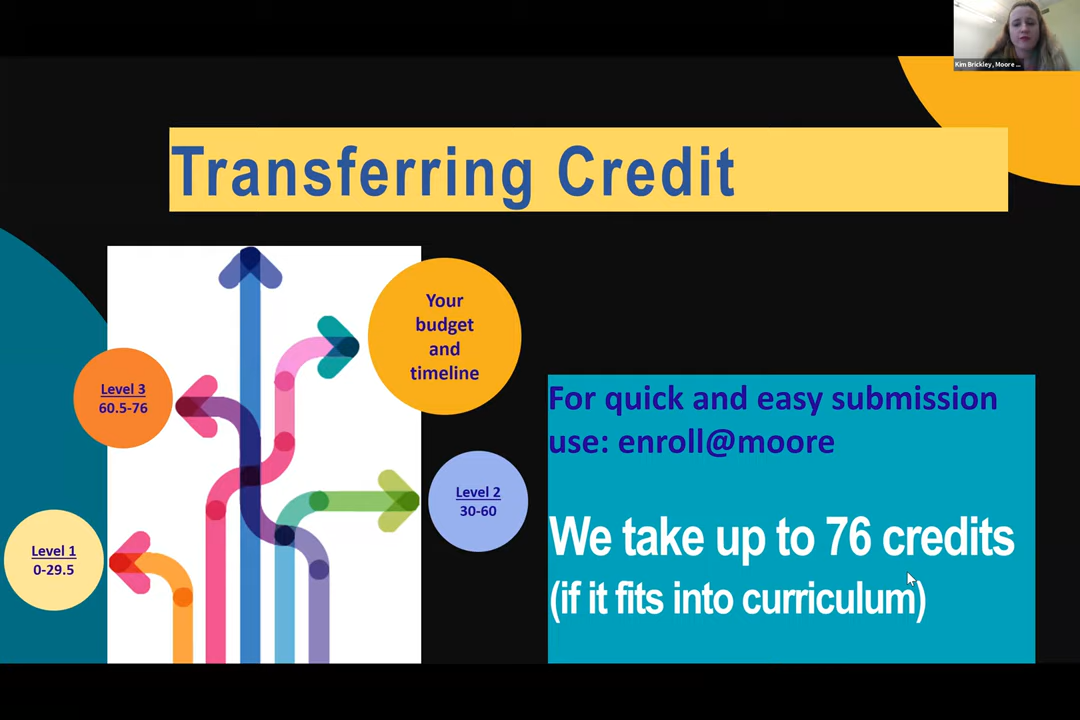 Kim Brickley, Moore ...
Transferring Credit
Your
budget
and
timeline
Level 3
60.5-76
For quick and easy submission
use: enroll@moore
Level 2
30-60
We take up to 76 credits
(if it fits into curriculum)
Level 1
0-29.5